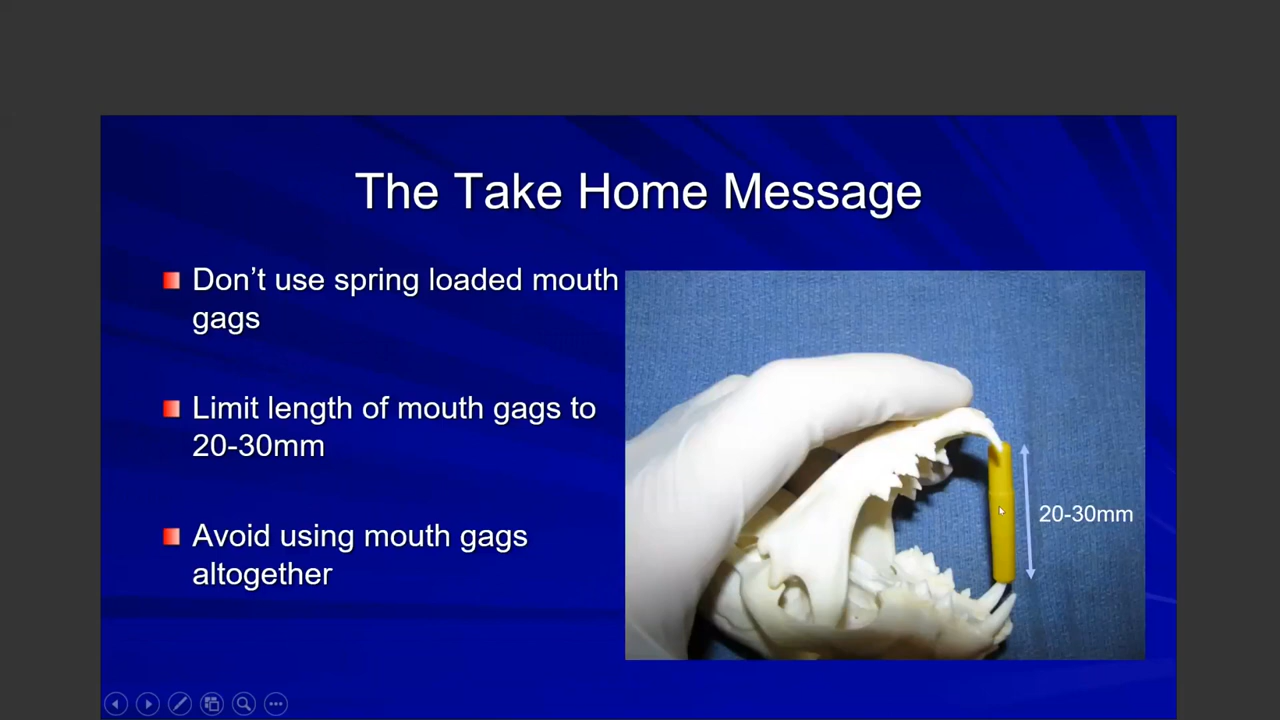 The Take Home Message
Don’t use spring loaded mouth
gags
Limit length of mouth gags to
20-30mm
Avoid using mouth gags
altogether
20-30mm